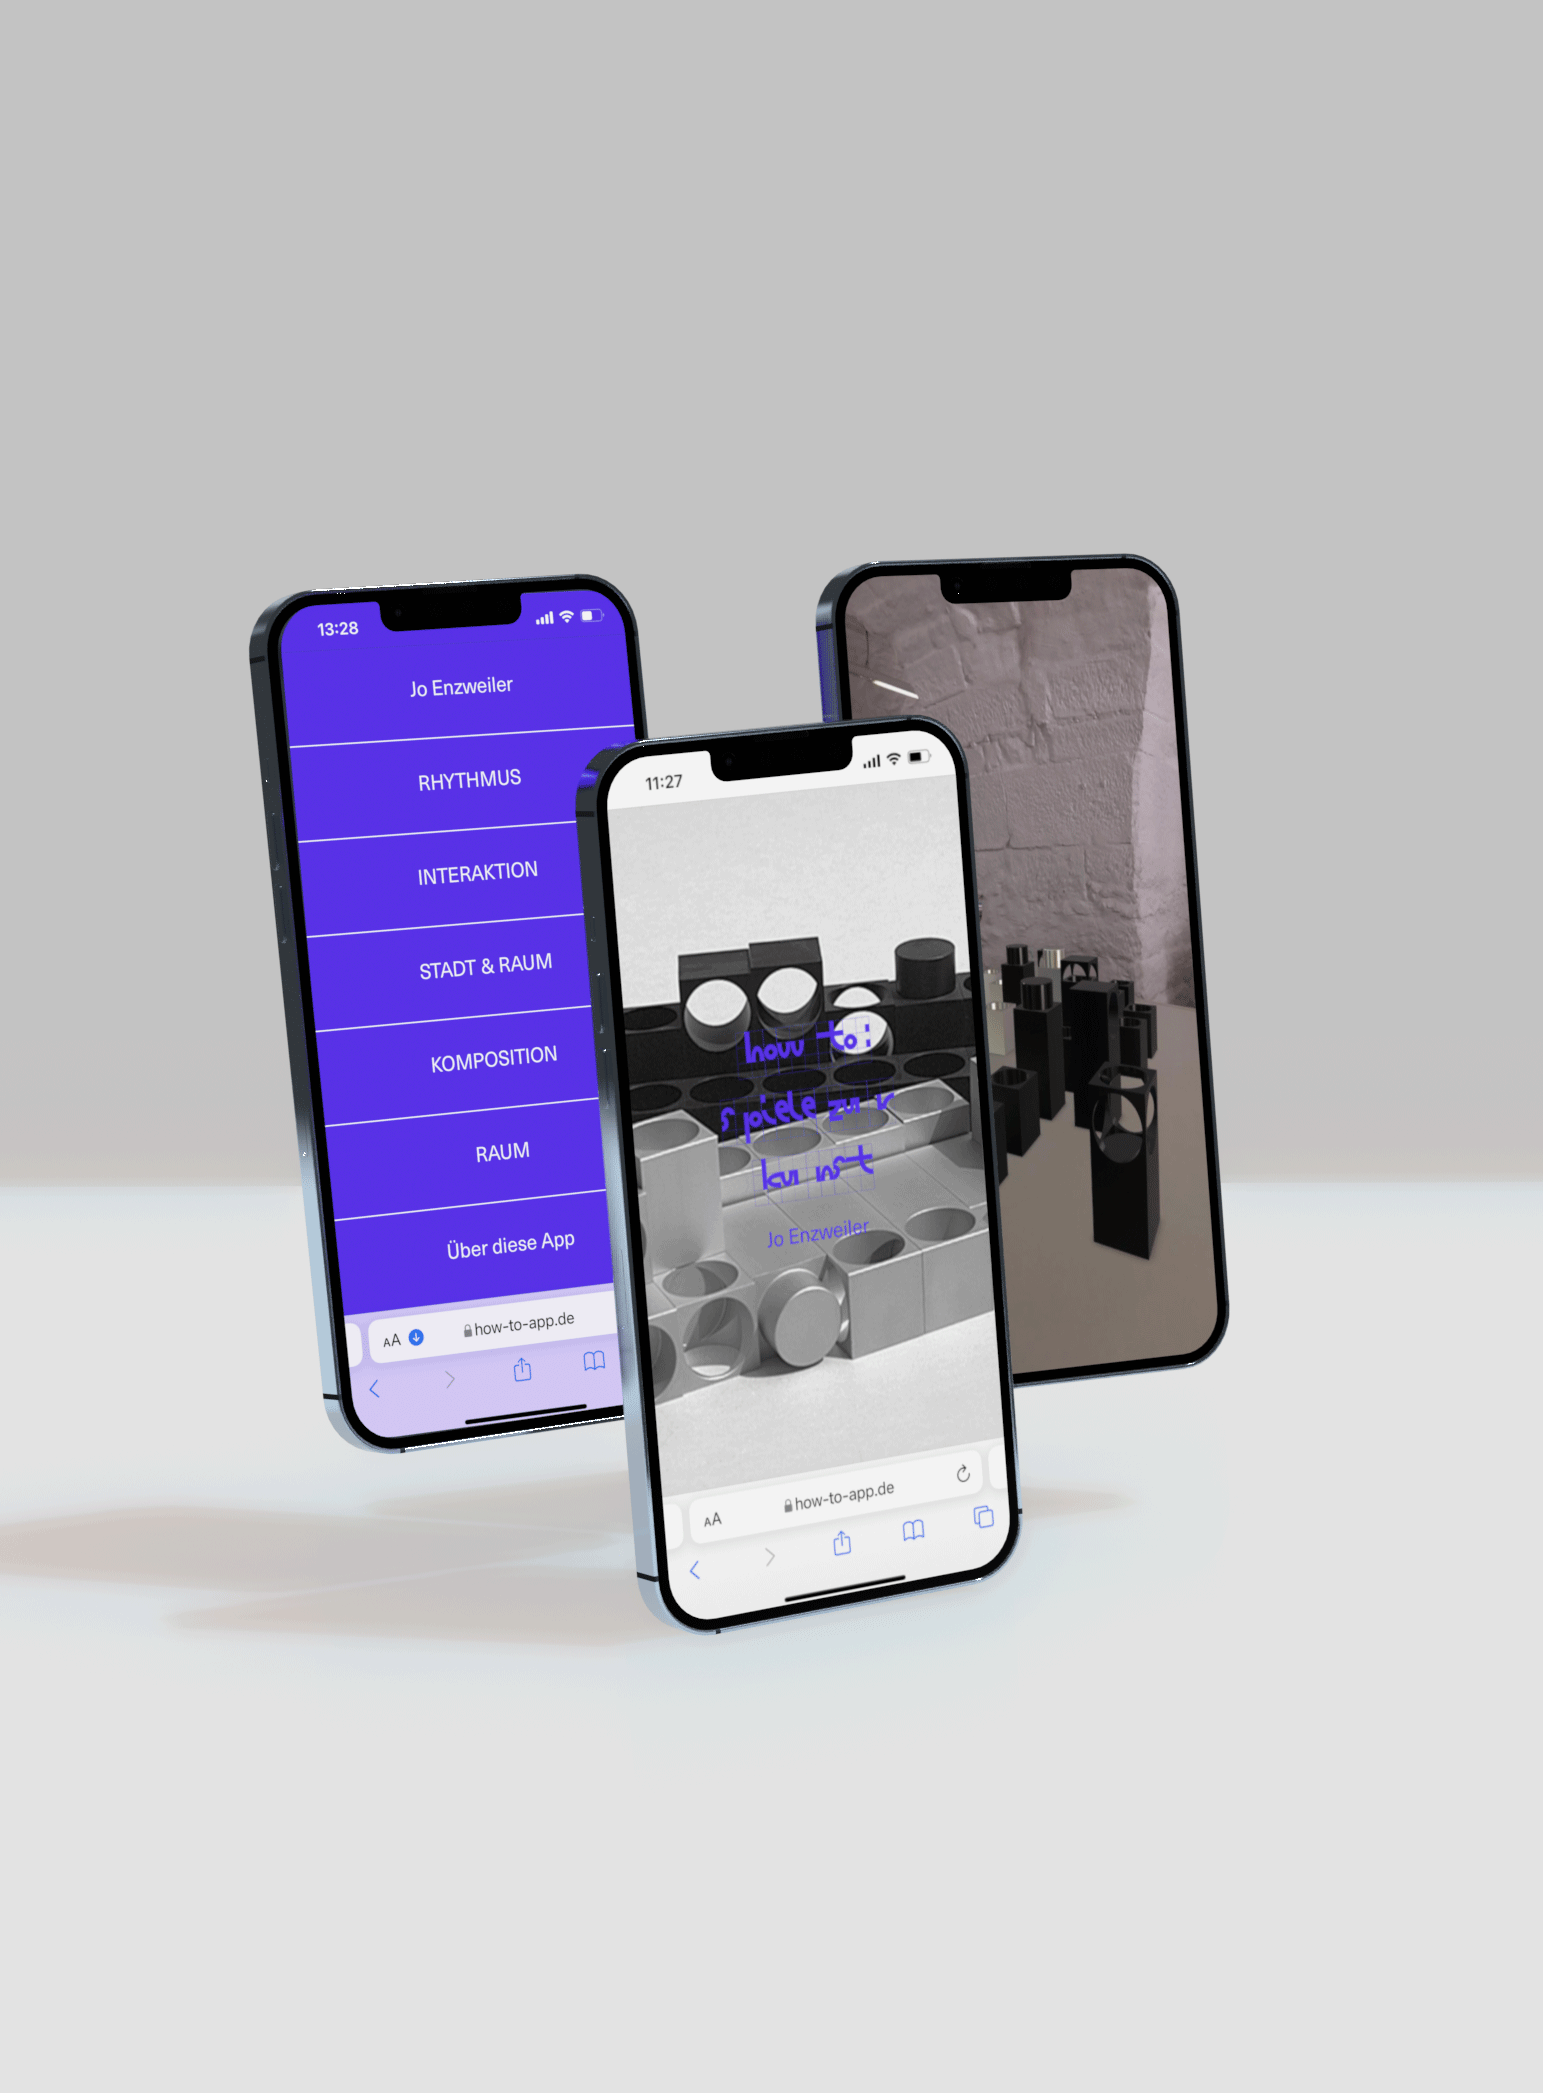 13:28
Jo Enzweiler
RHYTHMUS
INTERAKTION
STADT & RAUM
KOMPOSITION
RAUM
Über diese App
AA how-to-app.de
11:27
how to:
spiele zur
kunst
Jo Enzweiler
AA how-to-app.de